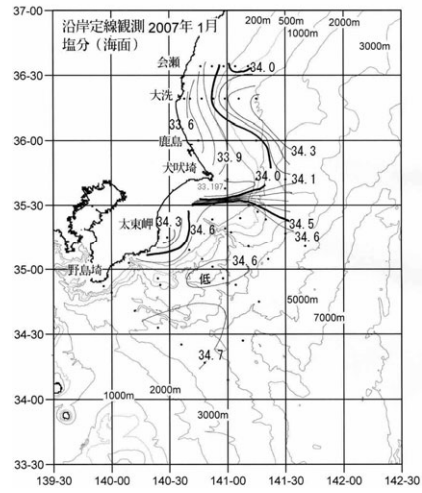 沿岸定線観測 2007年 1月
塩分（海面）
200m 500m 2000m
1000m
3000m
37-00
会瀬
34.0
36-30
大洗
33.6
36-00
鹿島
33.9
34.3
犬吠埼
34.0
34.1
33.197
35-30
太東岬
34.3
34.6
34.5
34.6
35-00
野島埼
34.6
低
5000m
7000m
34-30
34.7
34-00
1000m
2000m
3000m
33-30
139-30 140-00 140-30 141-00 141-30 142-00 142-30